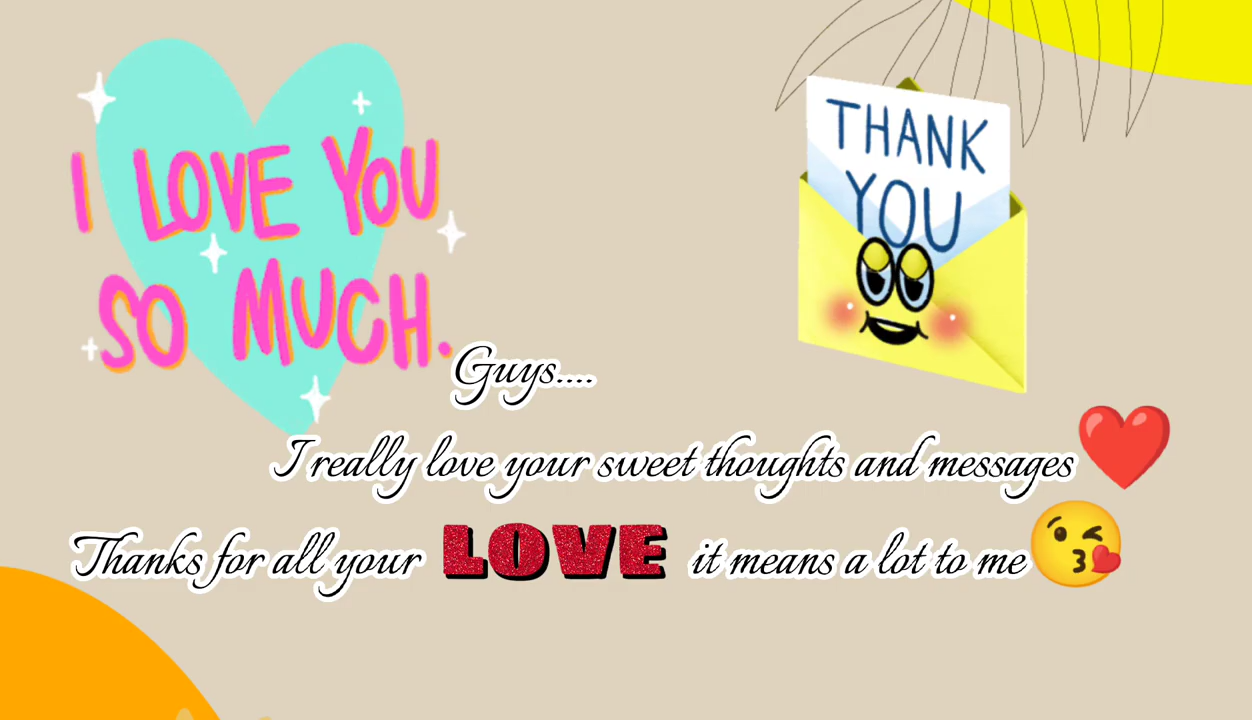 I LOVE YOU
SO MUCH.
THANK
YOU
Guys....
I really love your sweet thoughts and messages
Thanks for all your LOVE it means a lot to me